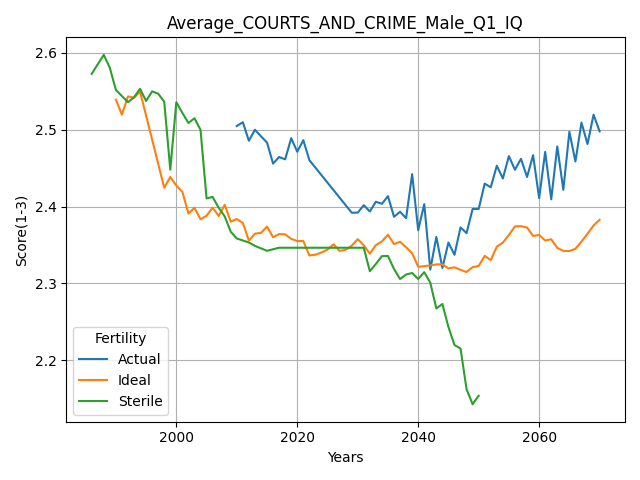 Average_COURTS_AND_CRIME_Male_Q1_IQ
2.6
2.5
2.4
2.3
2.2
Score(1-3)
Fertility
Actual
Ideal
Sterile
2000 2020 2040 2060
Years